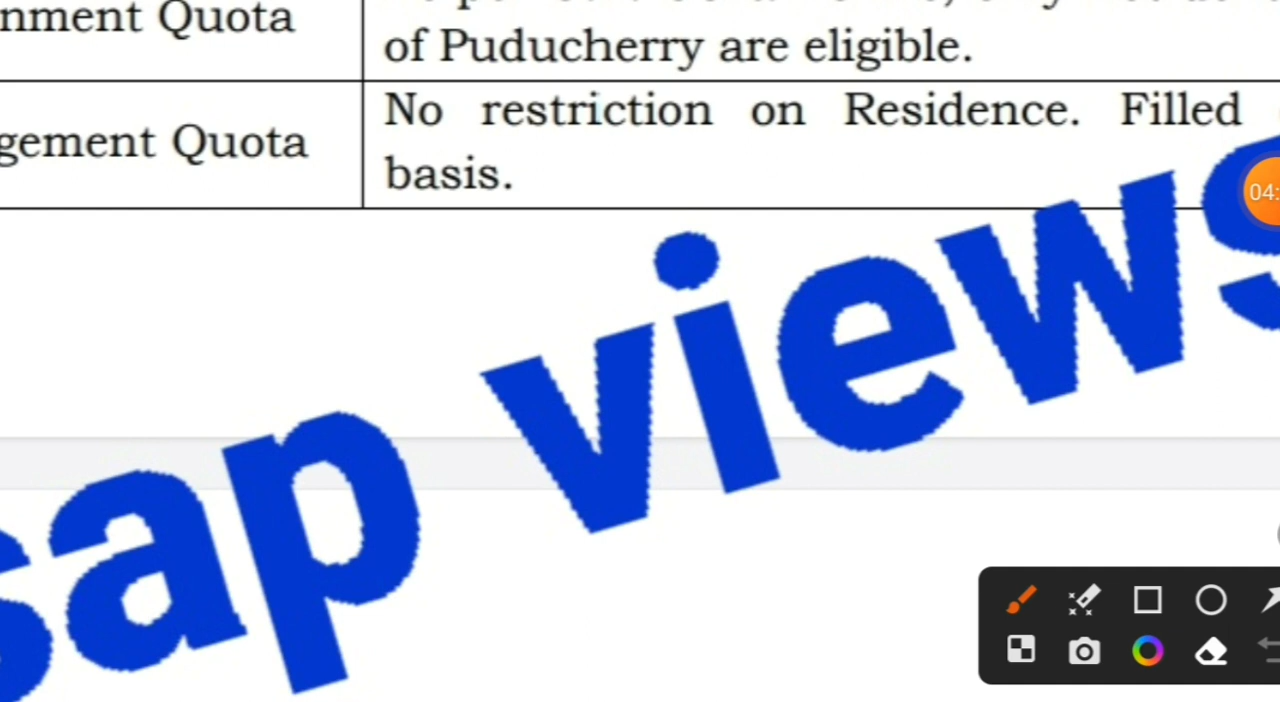 nment Quota
of Puducherry are eligible.
gement Quota
No restriction on Residence. Filled
basis.
sap views
04: